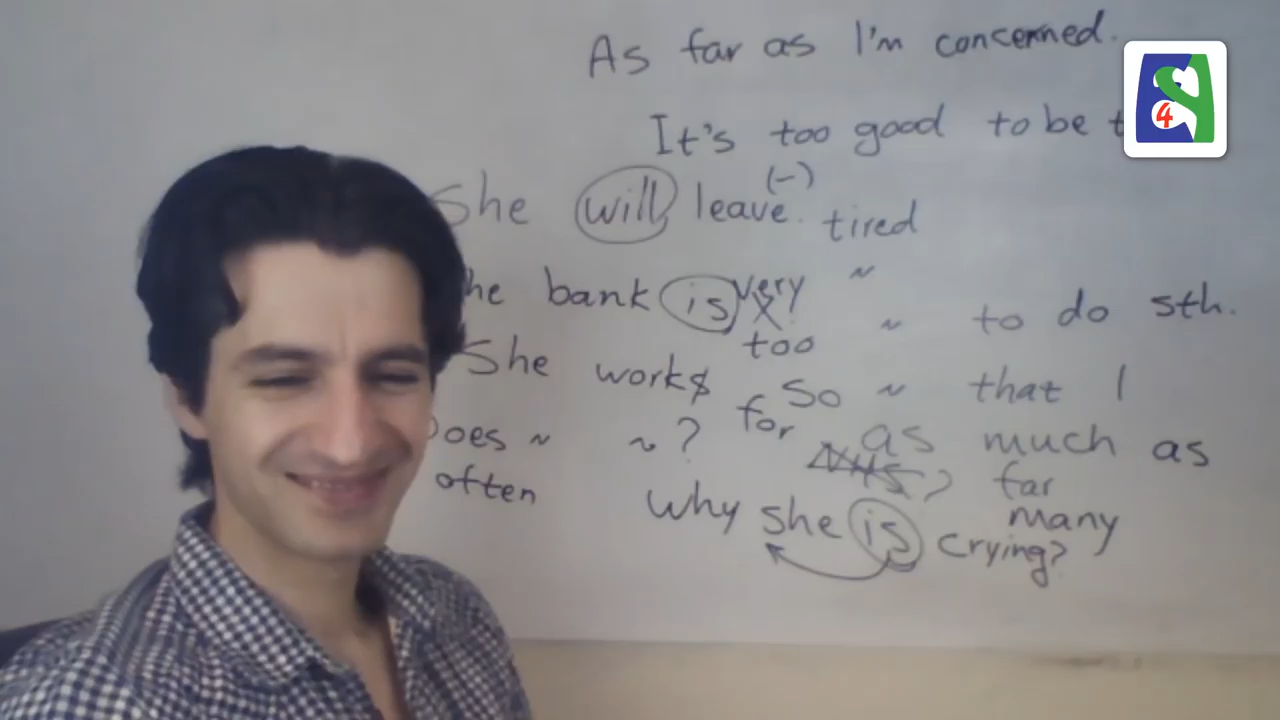 As far as I'm concerned.
It's too good to be t
She will leave. (-) tired
he bank is very ~
too ~ to do sth.
She works so ~ that I
Does ~ ~ ? for as much as
often far
why she is crying? many
4